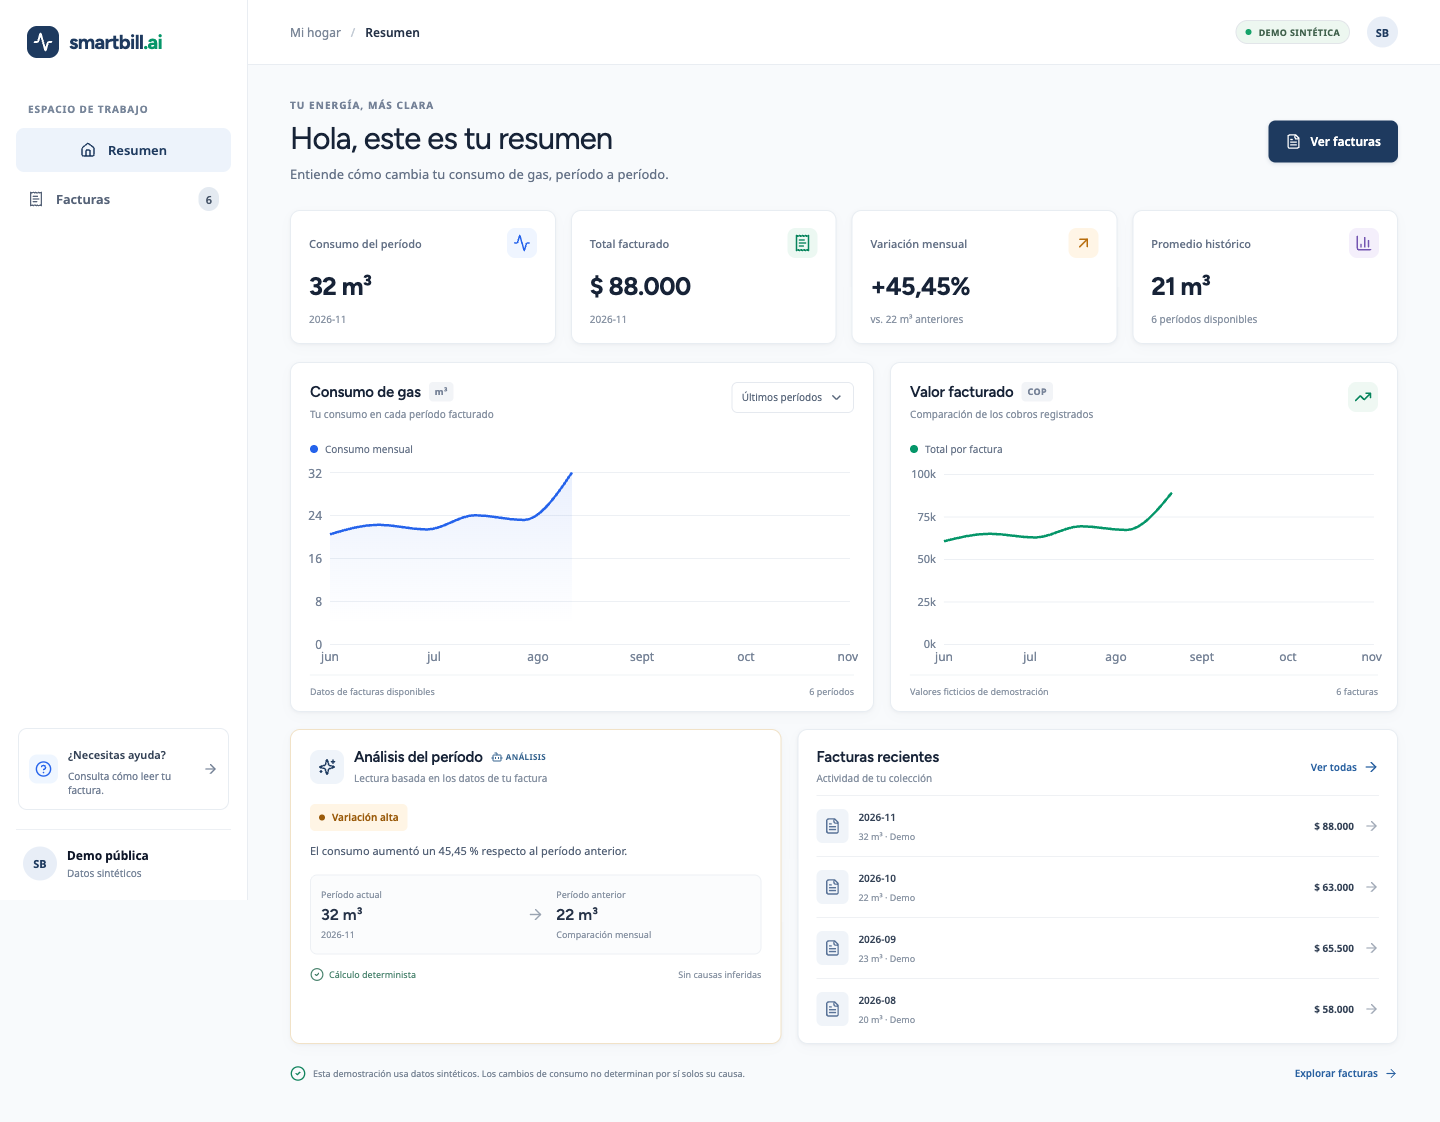 smartbill.ai
Mi hogar / Resumen
DEMO SINTÉTICA
SB
ESPACIO DE TRABAJO
Resumen
Facturas
6
¿Necesitas ayuda?
Consulta cómo leer tu
factura.
SB
Demo pública
Datos sintéticos
TU ENERGÍA, MÁS CLARA
Hola, este es tu resumen
Entiende cómo cambia tu consumo de gas, período a período.
Ver facturas
Consumo del período
32 m³
2026-11
Total facturado
$ 88.000
2026-11
Variación mensual
+45,45%
vs. 22 m³ anteriores
Promedio histórico
21 m³
6 períodos disponibles
Consumo de gas m³
Tu consumo en cada período facturado
Últimos períodos
Consumo mensual
32
24
16
8
0
jun jul ago sept oct nov
Datos de facturas disponibles
6 períodos
Valor facturado COP
Comparación de los cobros registrados
Total por factura
100k
75k
50k
25k
0k
jun jul ago sept oct nov
Valores ficticios de demostración
6 facturas
Análisis del período ANÁLISIS
Lectura basada en los datos de tu factura
Variación alta
El consumo aumentó un 45,45 % respecto al período anterior.
Período actual
32 m³
2026-11
Período anterior
22 m³
Comparación mensual
Cálculo determinista
Sin causas inferidas
Facturas recientes
Actividad de tu colección
Ver todas
2026-11
32 m³ · Demo
$ 88.000
2026-10
22 m³ · Demo
$ 63.000
2026-09
23 m³ · Demo
$ 65.500
2026-08
20 m³ · Demo
$ 58.000
Esta demostración usa datos sintéticos. Los cambios de consumo no determinan por sí solos su causa.
Explorar facturas